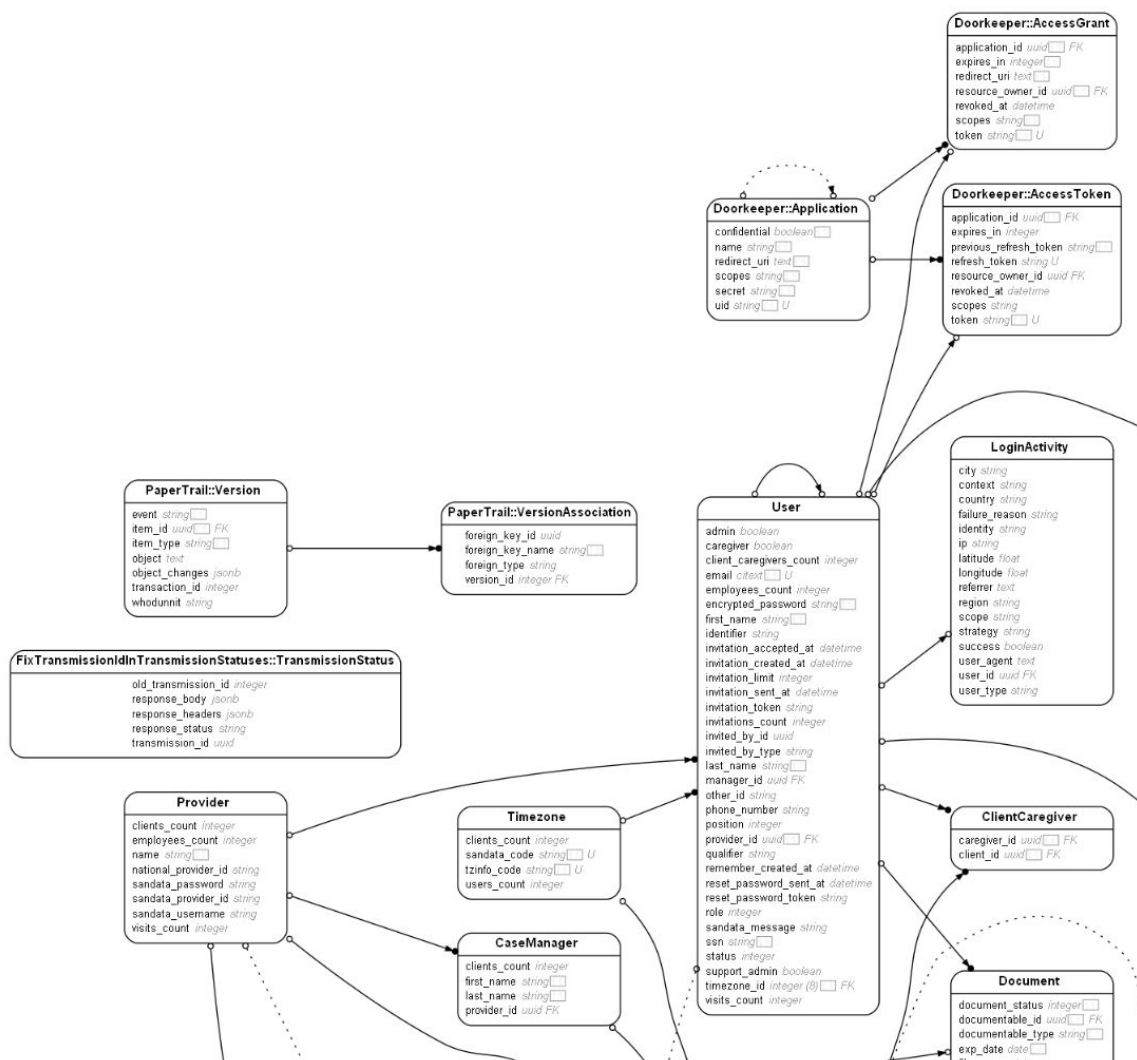 Doorkeeper::AccessGrant
application_id uuid FK
expires_in integer
redirect_uri text
resource_owner_id uuid FK
revoked_at datetime
scopes string
token string U
Doorkeeper::Application
confidential boolean
name string
redirect_uri text
scopes string
secret string
uid string U
Doorkeeper::AccessToken
application_id uuid FK
expires_in integer
previous_refresh_token string
refresh_token string U
resource_owner_id uuid FK
revoked_at datetime
scopes string
token string U
LoginActivity
city string
context string
country string
failure_reason string
identity string
ip string
latitude float
longitude float
referrer text
region string
scope string
strategy string
success boolean
user_agent text
user_id uuid FK
user_type string
PaperTrail::Version
event string
item_id uuid FK
item_type string
object text
object_changes jsonb
transaction_id integer
whodunnit string
PaperTrail::VersionAssociation
foreign_key_id uuid
foreign_key_name string
foreign_type string
version_id integer FK
User
admin boolean
caregiver boolean
client_caregivers_count integer
email citext U
employees_count integer
encrypted_password string
first_name string
identifier string
invitation_accepted_at datetime
invitation_created_at datetime
invitation_limit integer
invitation_sent_at datetime
invitation_token string
invitations_count integer
invited_by_id uuid
invited_by_type string
last_name string
manager_id uuid FK
other_id string
phone_number string
position integer
provider_id uuid FK
qualifier string
remember_created_at datetime
reset_password_sent_at datetime
reset_password_token string
role integer
sandata_message string
ssn string
status integer
support_admin boolean
timezone_id integer (8) FK
visits_count integer
FixTransmissionIdInTransmissionStatuses::TransmissionStatus
old_transmission_id integer
response_body jsonb
response_headers jsonb
response_status string
transmission_id uuid
Provider
clients_count integer
employees_count integer
name string
national_provider_id string
sandata_password string
sandata_provider_id string
sandata_username string
visits_count integer
Timezone
clients_count integer
sandata_code string U
tzinfo_code string U
users_count integer
ClientCaregiver
caregiver_id uuid FK
client_id uuid FK
CaseManager
clients_count integer
first_name string
last_name string
provider_id uuid FK
Document
document_status integer
documentable_id uuid FK
documentable_type string
exp_date date